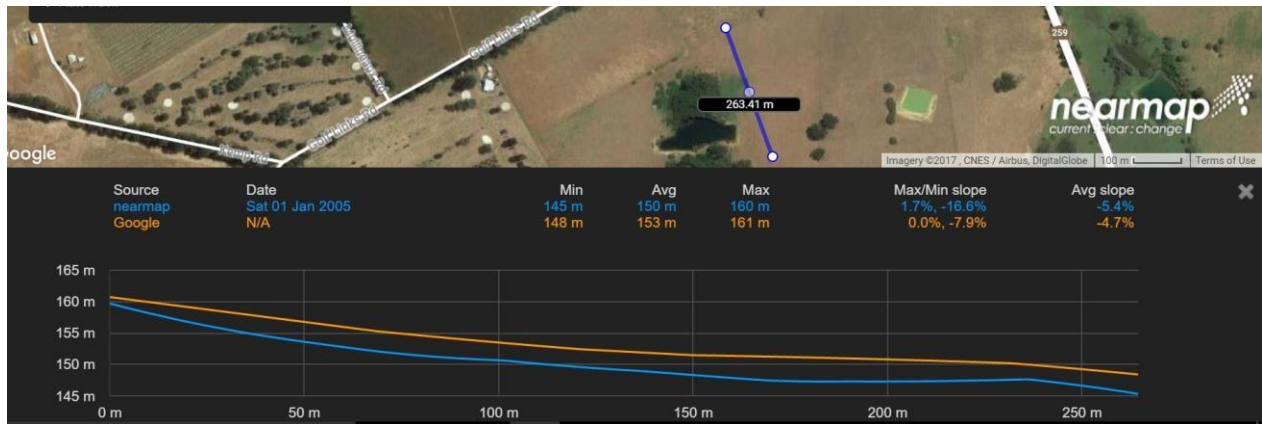 259
Golf Links Rd
263.41 m
nearmap
current : clear : change
Golf Links Rd
Kemp Rd
oogle
Imagery ©2017 , CNES / Airbus, DigitalGlobe 100 m Terms of Use
Source Date Min Avg Max Max/Min slope Avg slope
nearmap Sat 01 Jan 2005 145 m 150 m 160 m 1.7%, -16.6% -5.4%
Google N/A 148 m 153 m 161 m 0.0%, -7.9% -4.7%
165 m
160 m
155 m
150 m
145 m
0 m 50 m 100 m 150 m 200 m 250 m